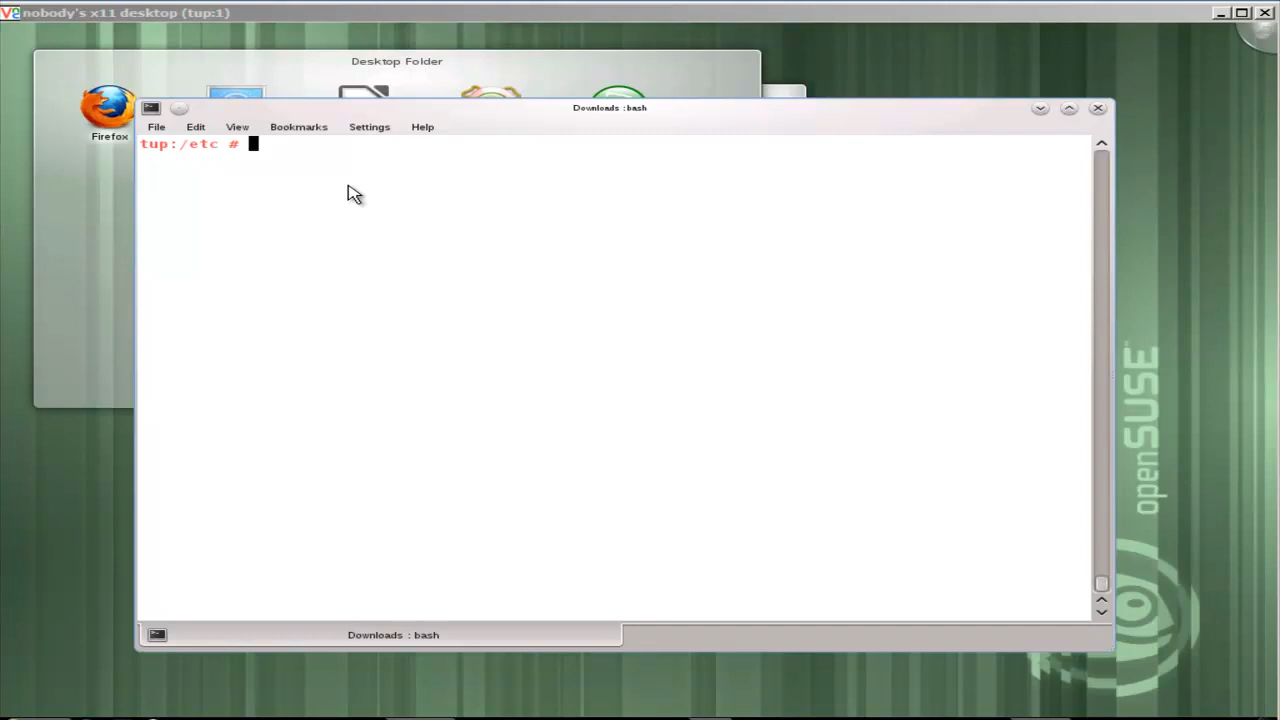 nobody's x11 desktop (tup:1)
Desktop Folder
Firefox
Downloads :bash
File Edit View Bookmarks Settings Help
tup:/etc #
openSUSE
Downloads : bash